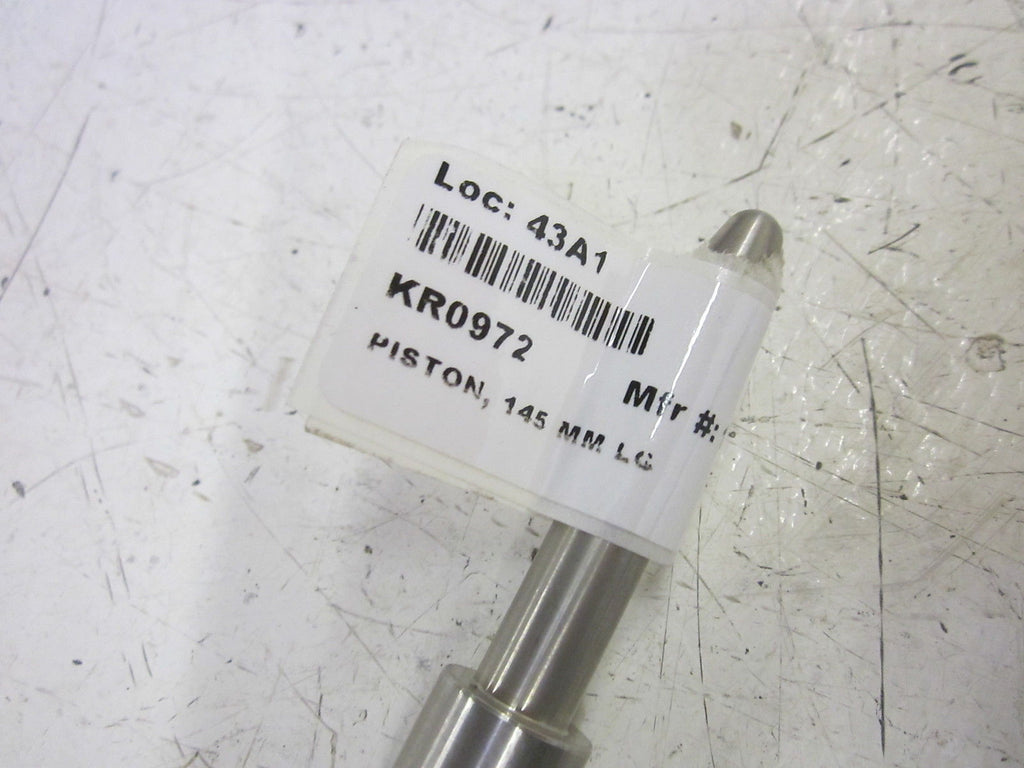 Loc: 43A1
KR0972
Mfr #:
PISTON, 145 MM LG